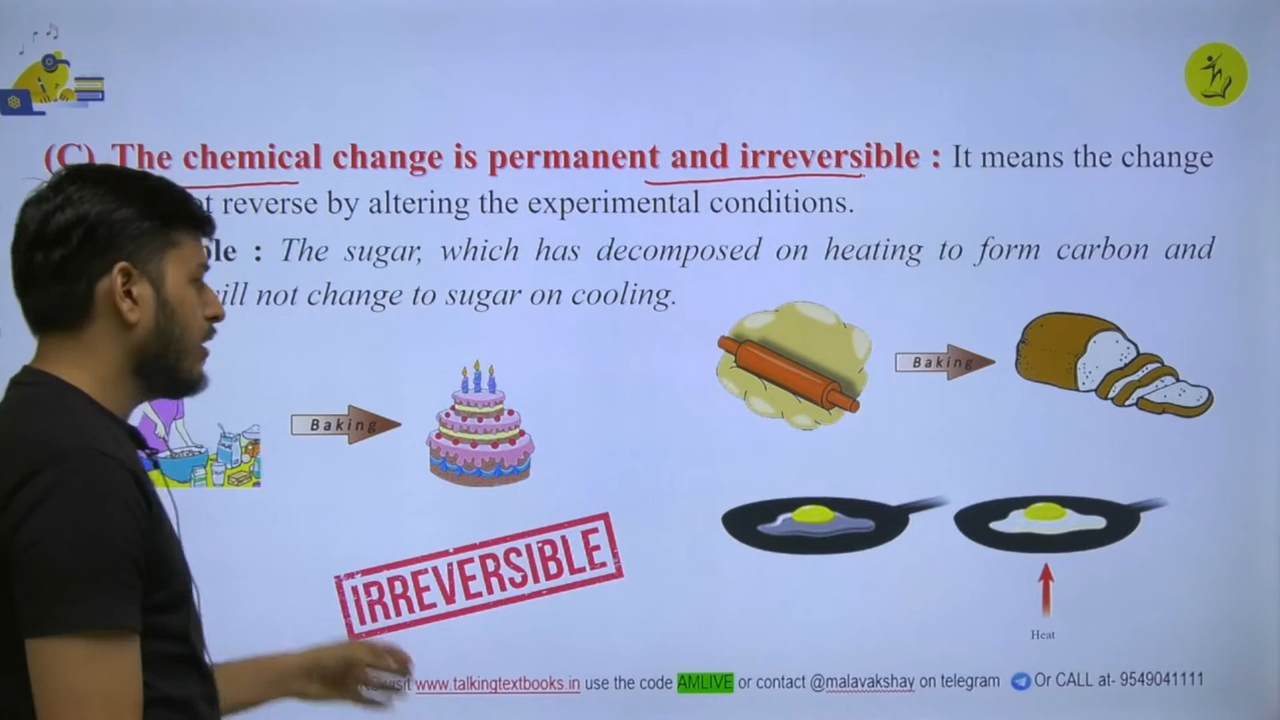 (C) The chemical change is permanent and irreversible : It means the change
reverse by altering the experimental conditions.
: The sugar, which has decomposed on heating to form carbon and
will not change to sugar on cooling.
Baking
Baking
IRREVERSIBLE
Heat
visit www.talkingtextbooks.in use the code AMLIVE or contact @malavakshay on telegram Or CALL at- 9549041111